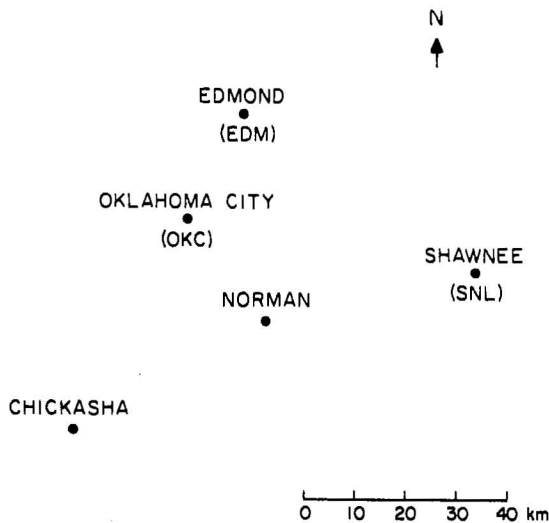 N
EDMOND
(EDM)
OKLAHOMA CITY
(OKC)
SHAWNEE
(SNL)
NORMAN
CHICKASHA
0 10 20 30 40 km